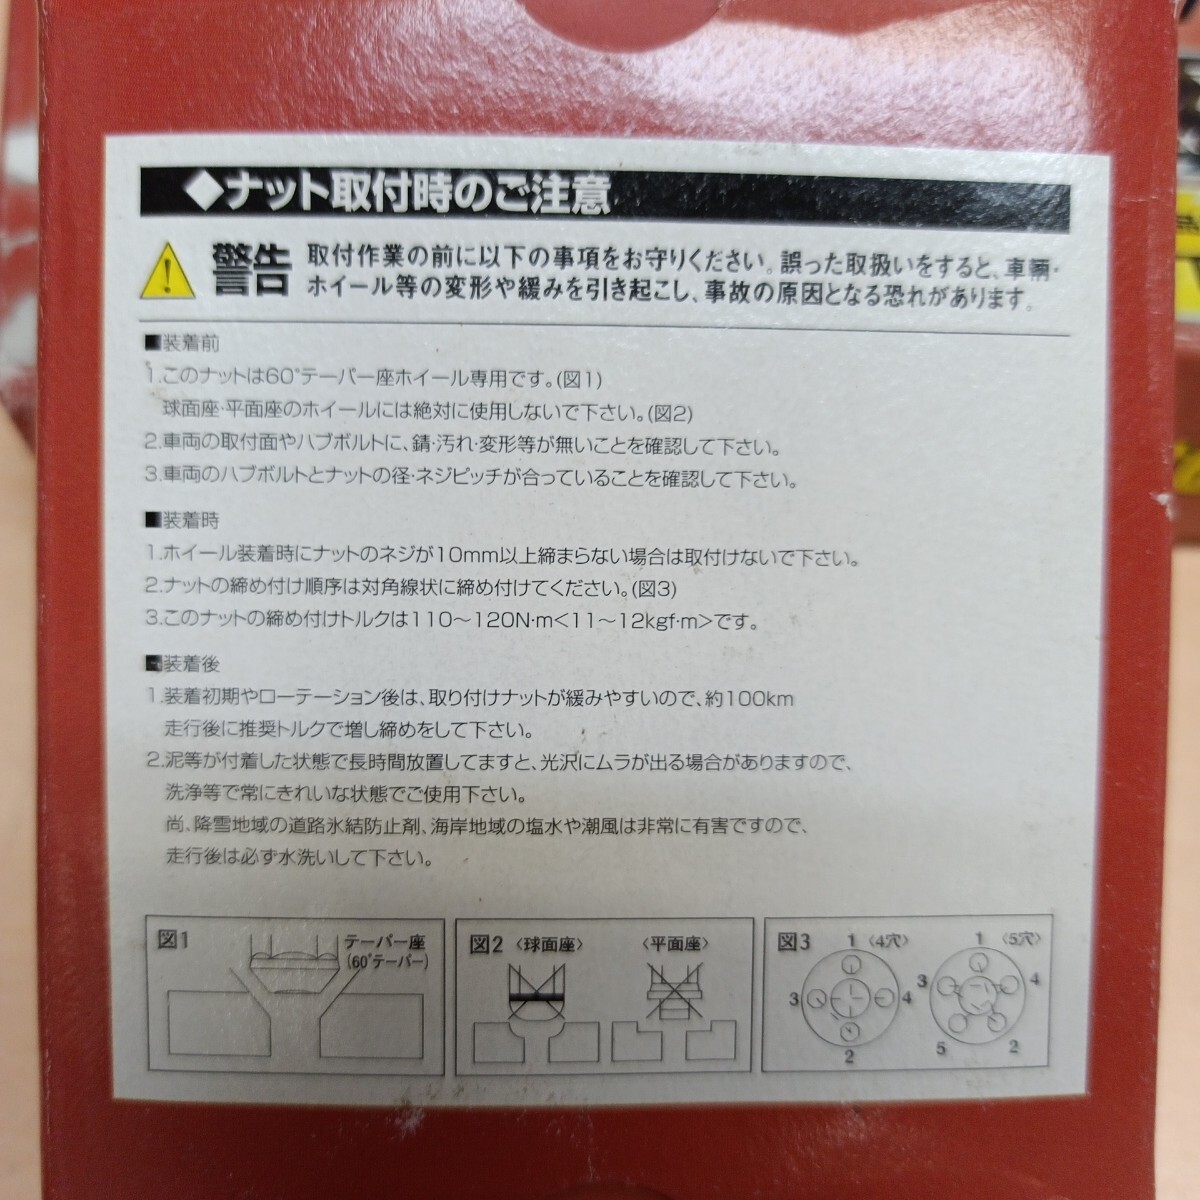 ◆ナット取付時のご注意
警告
取付作業の前に以下の事項をお守りください。誤った取扱いをすると、車輌・
ホイール等の変形や緩みを引き起こし、事故の原因となる恐れがあります。
■装着前
1.このナットは60°テーパー座ホイール専用です。(図1)
球面座・平面座のホイールには絶対に使用しないで下さい。(図2)
2.車両の取付面やハブボルトに、錆・汚れ・変形等が無いことを確認して下さい。
3.車両のハブボルトとナットの径・ネジピッチが合っていることを確認して下さい。
■装着時
1.ホイール装着時にナットのネジが10mm以上締まらない場合は取付けないで下さい。
2.ナットの締め付け順序は対角線状に締め付けてください。(図3)
3.このナットの締め付けトルクは110～120N・m<11～12kgf・m>です。
■装着後
1.装着初期やローテーション後は、取り付けナットが緩みやすいので、約100km
走行後に推奨トルクで増し締めをして下さい。
2.泥等が付着した状態で長時間放置してますと、光沢にムラが出る場合がありますので、
洗浄等で常にきれいな状態でご使用下さい。
尚、降雪地域の道路氷結防止剤、海岸地域の塩水や潮風は非常に有害ですので、
走行後は必ず水洗いして下さい。
図1
テーパー座
(60°テーパー)
図2 〈球面座〉 〈平面座〉
図3 1 〈4穴〉 1 〈5穴〉
3 4 3 4
2 5 2